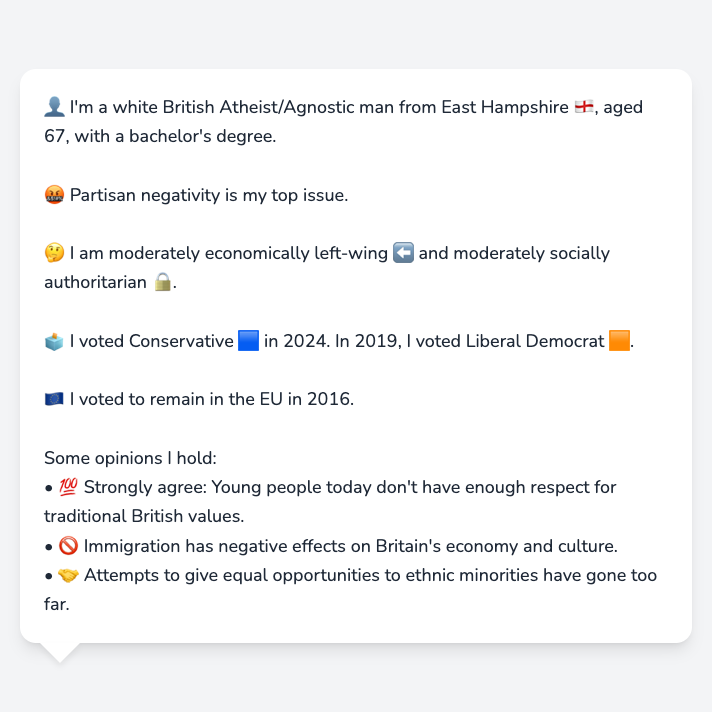 👤 I'm a white British Atheist/Agnostic man from East Hampshire 🏴󠁧󠁢󠁥󠁮󠁧󠁿, aged
67, with a bachelor's degree.
🤬 Partisan negativity is my top issue.
🤔 I am moderately economically left-wing ⬅️ and moderately socially
authoritarian 🔒.
🗳️ I voted Conservative 🟦 in 2024. In 2019, I voted Liberal Democrat 🟧.
🇪🇺 I voted to remain in the EU in 2016.
Some opinions I hold:
• 💯 Strongly agree: Young people today don't have enough respect for
traditional British values.
• 🚫 Immigration has negative effects on Britain's economy and culture.
• 🤝 Attempts to give equal opportunities to ethnic minorities have gone too
far.